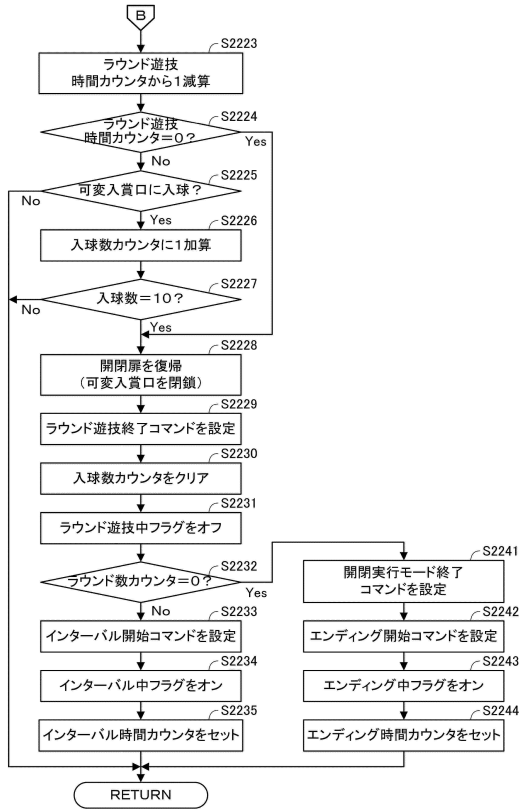 B
S2223
ラウンド遊技
時間カウンタから1減算
S2224
ラウンド遊技
時間カウンタ=0?
Yes
No
S2225
可変入賞口に入球?
No
Yes
S2226
入球数カウンタに1加算
S2227
入球数=10?
No
Yes
S2228
開閉扉を復帰
(可変入賞口を閉鎖)
S2229
ラウンド遊技終了コマンドを設定
S2230
入球数カウンタをクリア
S2231
ラウンド遊技中フラグをオフ
S2232
ラウンド数カウンタ=0?
Yes
No
S2233
インターバル開始コマンドを設定
S2234
インターバル中フラグをオン
S2235
インターバル時間カウンタをセット
S2241
開閉実行モード終了
コマンドを設定
S2242
エンディング開始コマンドを設定
S2243
エンディング中フラグをオン
S2244
エンディング時間カウンタをセット
RETURN